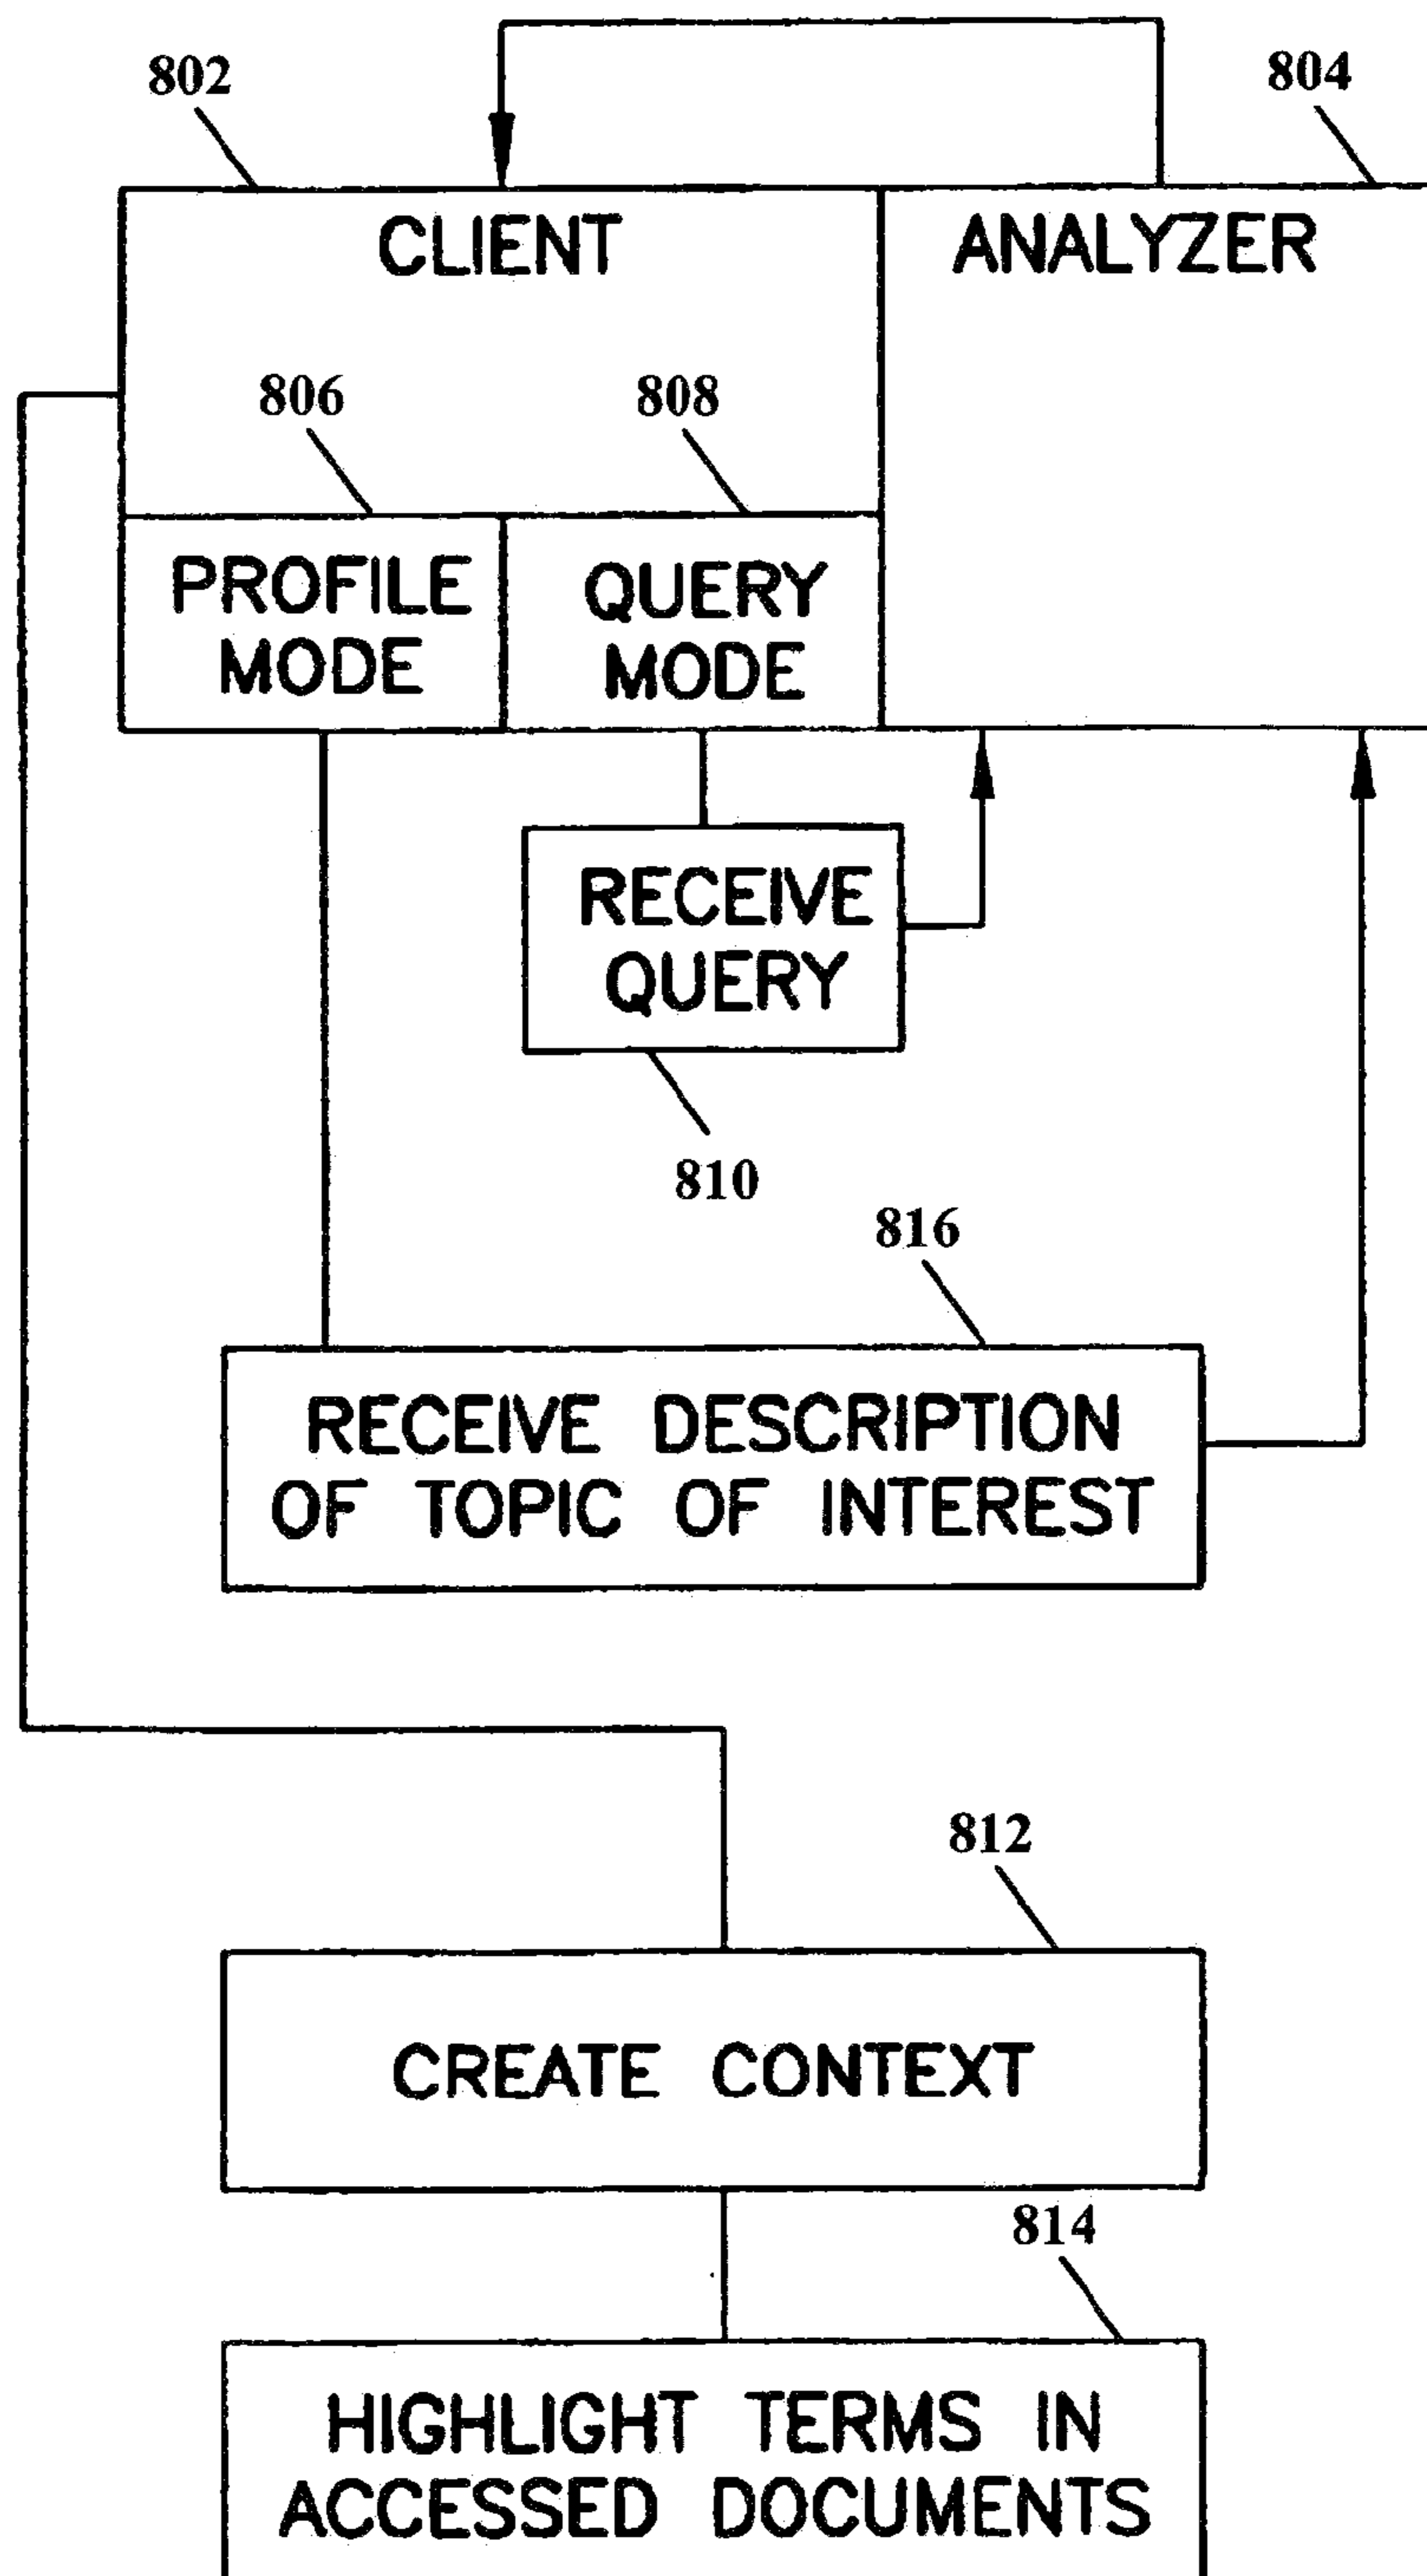 802
804
CLIENT
ANALYZER
806
808
PROFILE
MODE
QUERY
MODE
RECEIVE
QUERY
810
816
RECEIVE DESCRIPTION
OF TOPIC OF INTEREST
812
CREATE CONTEXT
814
HIGHLIGHT TERMS IN
ACCESSED DOCUMENTS